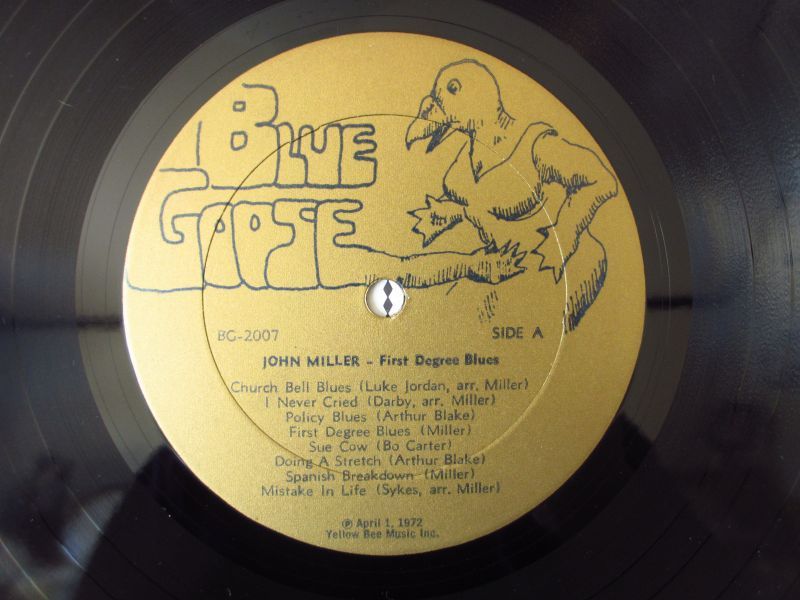 BLUE
GOOSE
BG-2007 SIDE A
JOHN MILLER - First Degree Blues
Church Bell Blues (Luke Jordan, arr. Miller)
I Never Cried (Darby, arr. Miller)
Policy Blues (Arthur Blake)
First Degree Blues (Miller)
Sue Cow (Bo Carter)
Doing A Stretch (Arthur Blake)
Spanish Breakdown (Miller)
Mistake In Life (Sykes, arr. Miller)
℗ April 1, 1972
Yellow Bee Music Inc.